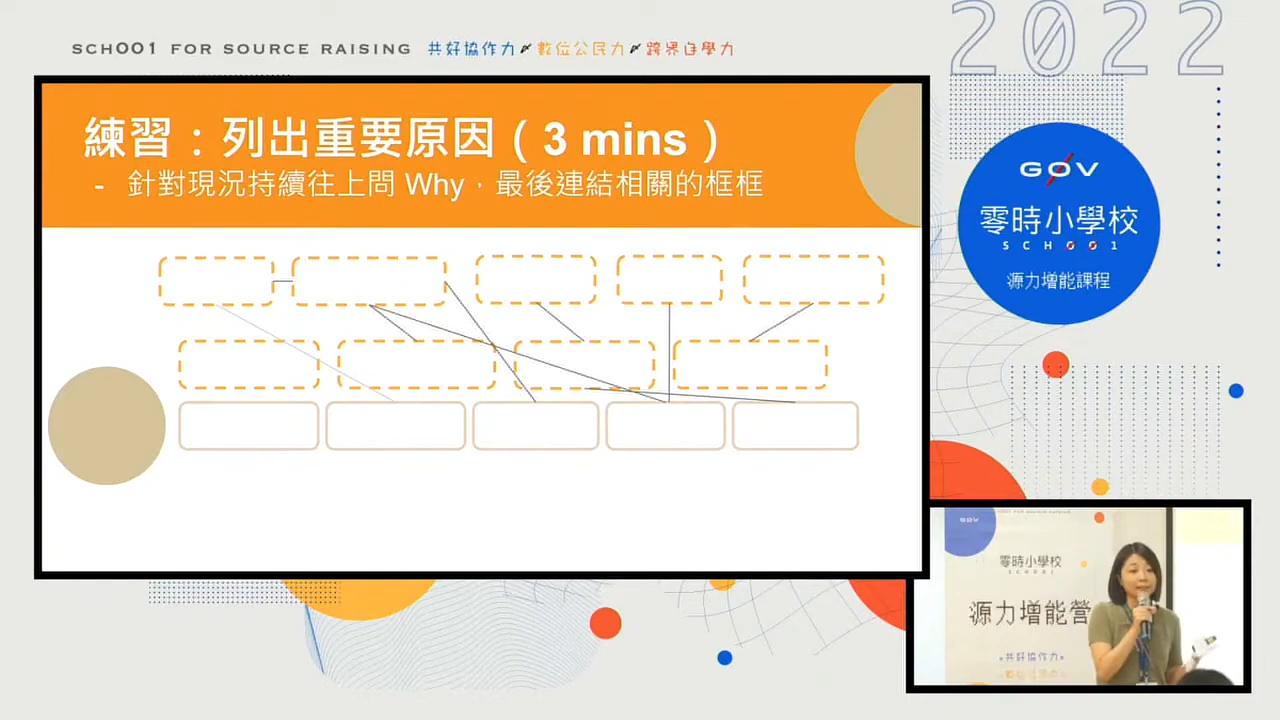 SCH001 FOR SOURCE RAISING 共好協作力 數位公民力 跨界自學力
2022
練習：列出重要原因（3 mins）
- 針對現況持續往上問 Why，最後連結相關的框框
G0V
零時小學校
SCH001
源力增能課程
G0V
零時小學校
SCH001
源力增能營
共好協作力